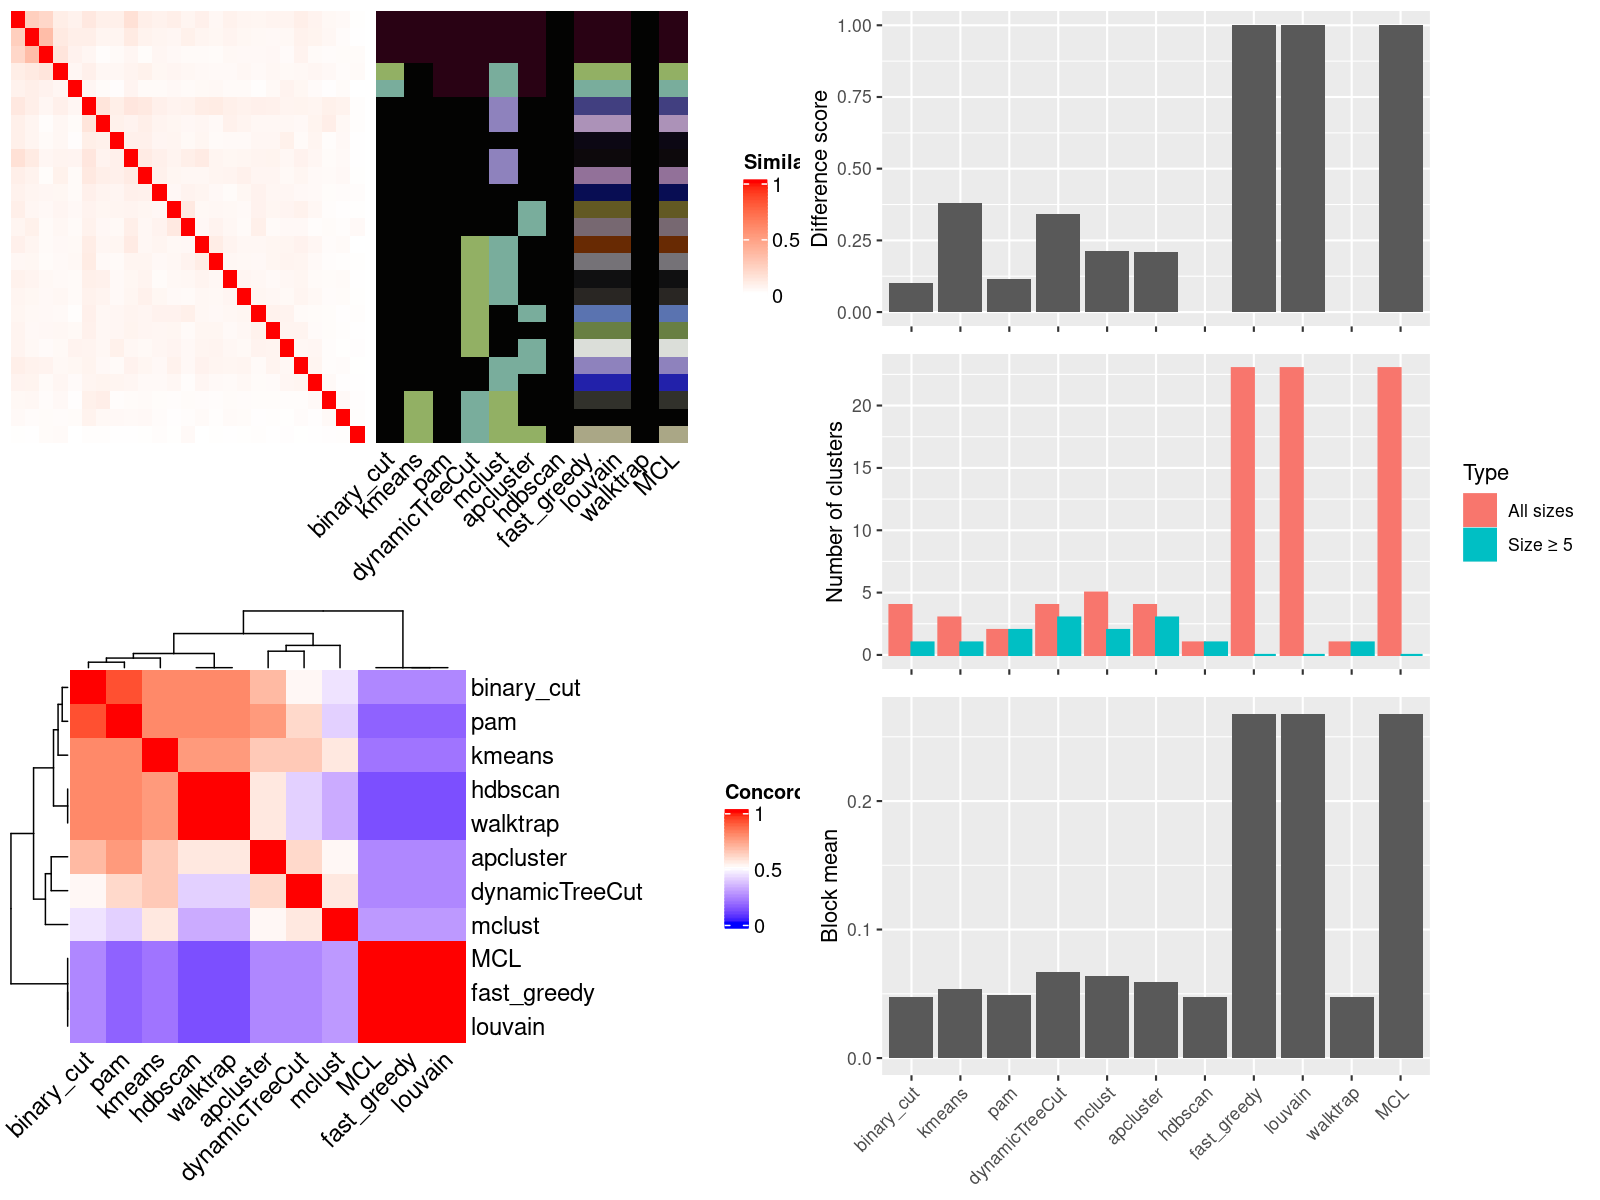 Simila
1
0.5
0
binary_cut
kmeans
pam
dynamicTreeCut
mclust
apcluster
hdbscan
fast_greedy
louvain
walktrap
MCL
binary_cut
pam
kmeans
hdbscan
walktrap
apcluster
dynamicTreeCut
mclust
MCL
fast_greedy
louvain
binary_cut
pam
kmeans
hdbscan
walktrap
apcluster
dynamicTreeCut
mclust
MCL
fast_greedy
louvain
Concord
1
0.5
0
Difference score
1.00
0.75
0.50
0.25
0.00
Number of clusters
20
15
10
5
0
Type
All sizes
Size ≥ 5
Block mean
0.2
0.1
0.0
binary_cut
kmeans
pam
dynamicTreeCut
mclust
apcluster
hdbscan
fast_greedy
louvain
walktrap
MCL